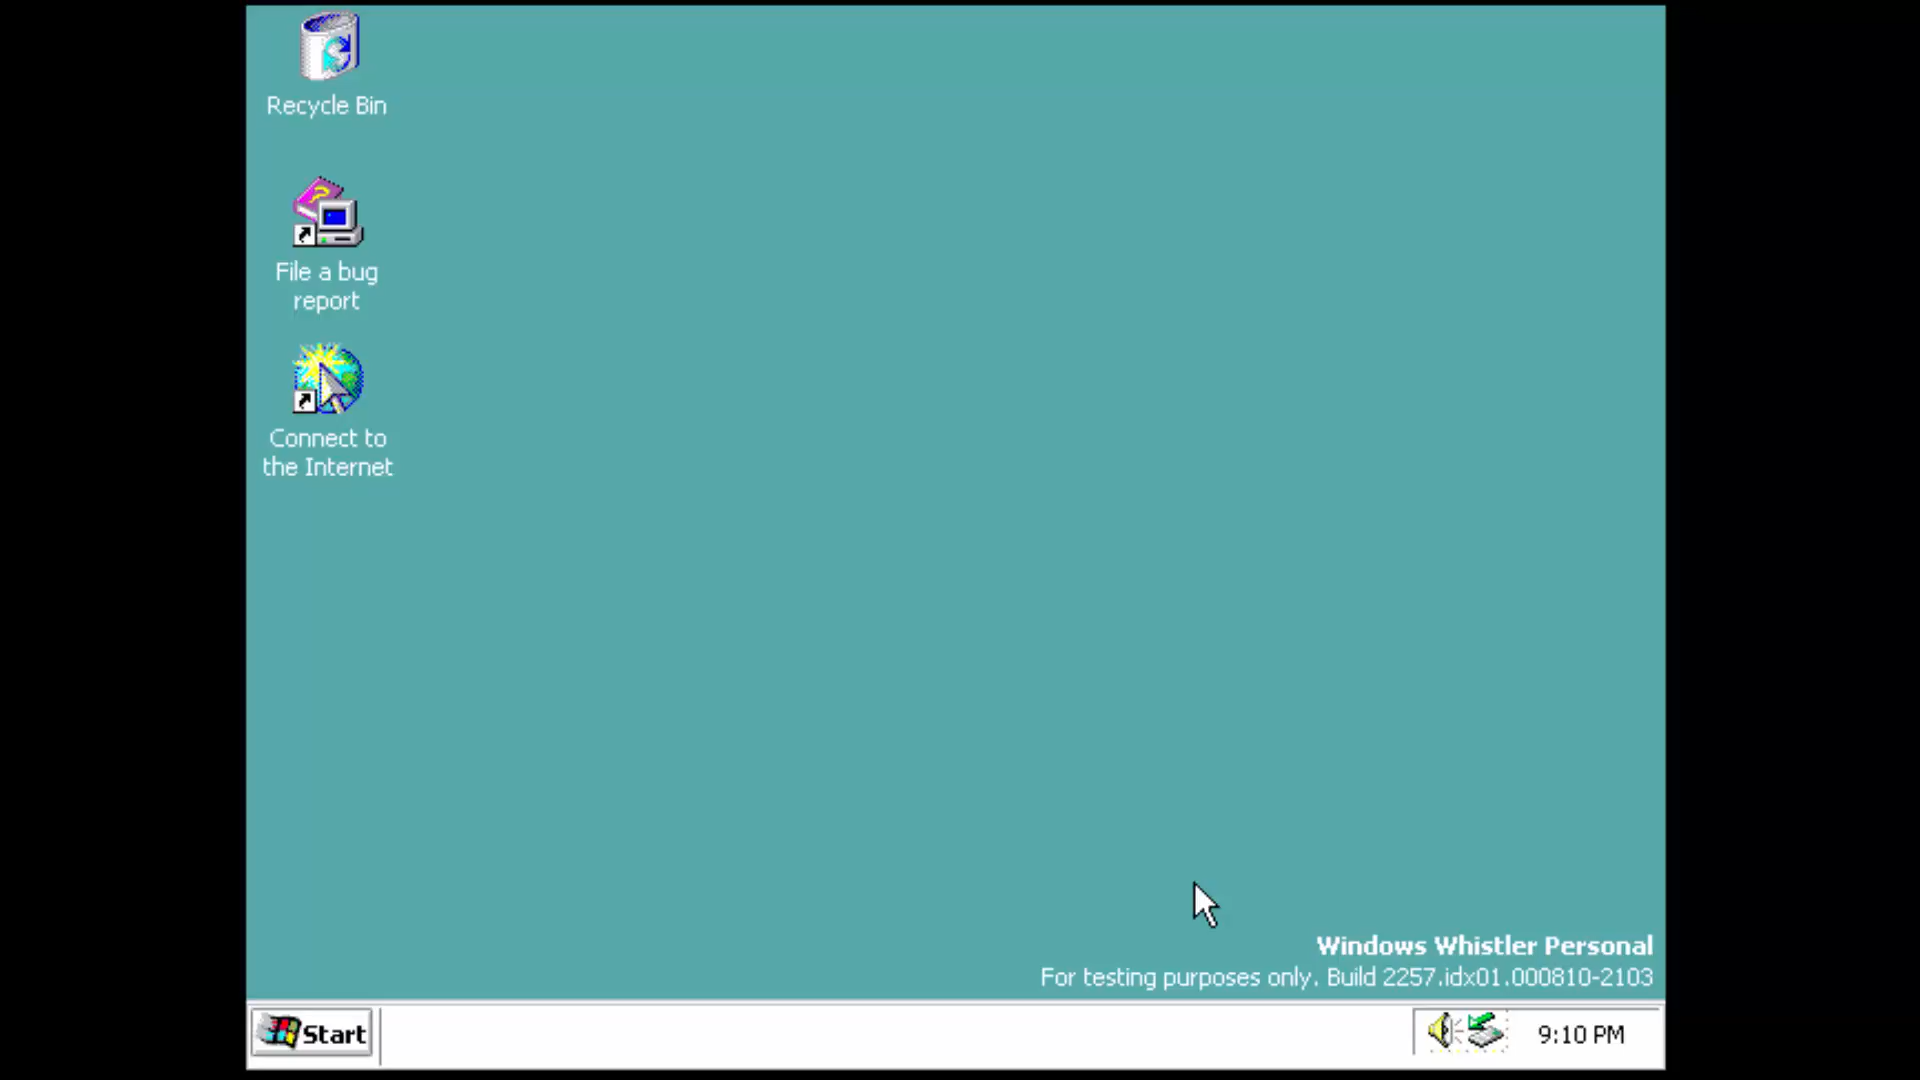 Recycle Bin
File a bug
report
Connect to
the Internet
Windows Whistler Personal
For testing purposes only. Build 2257.idx01.000810-2103
Start
9:10 PM